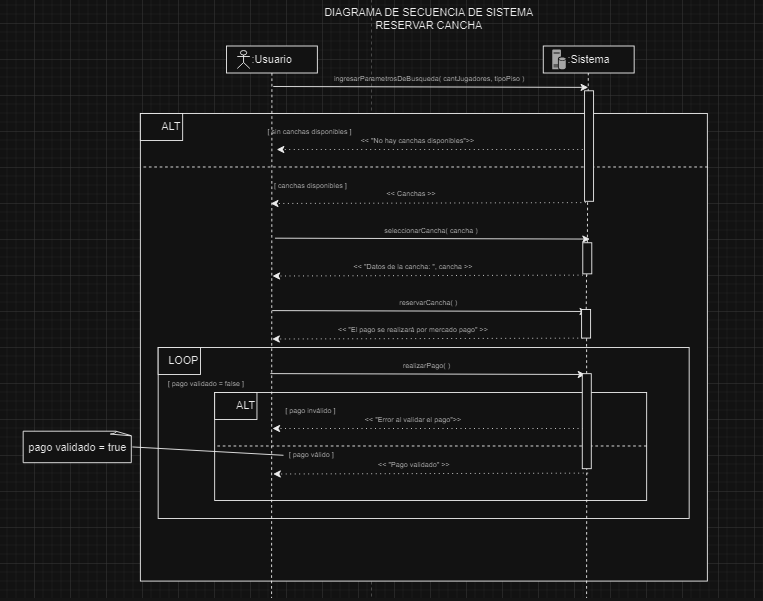 DIAGRAMA DE SECUENCIA DE SISTEMA
RESERVAR CANCHA
:Usuario
:Sistema
ingresarParametrosDeBusqueda( cantJugadores, tipoPiso )
ALT
[ sin canchas disponibles ]
<< "No hay canchas disponibles">>
[ canchas disponibles ]
<< Canchas >>
seleccionarCancha( cancha )
<< "Datos de la cancha: ", cancha >>
reservarCancha( )
<< "El pago se realizará por mercado pago" >>
LOOP
realizarPago( )
[ pago validado = false ]
ALT
[ pago inválido ]
<< "Error al validar el pago">>
pago validado = true
[ pago válido ]
<< "Pago validado" >>